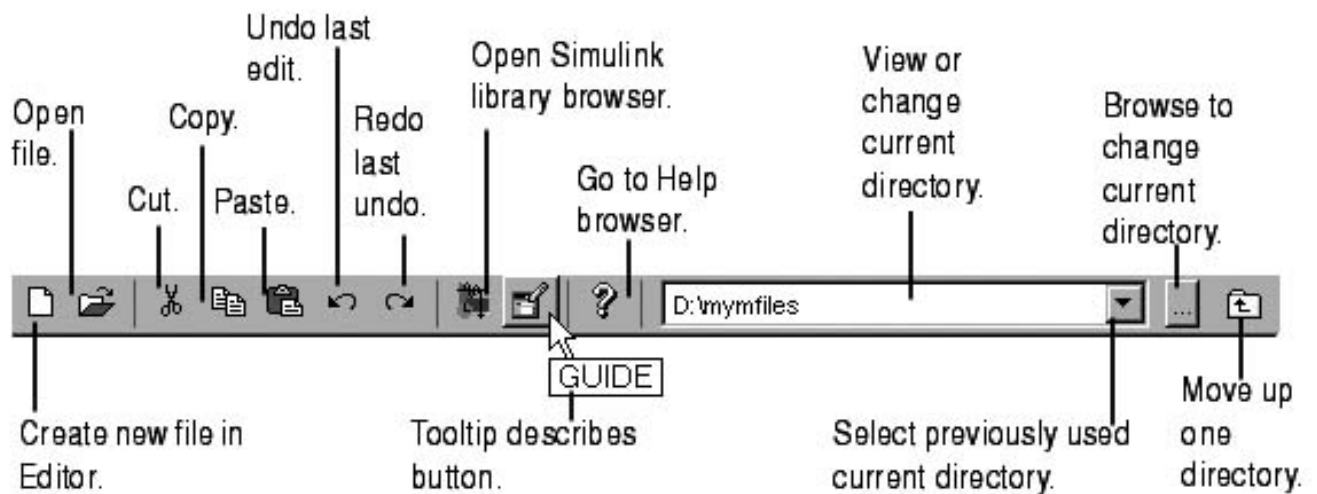 Undo last
edit.
Open Simulink
library browser.
View or
change
current
directory.
Browse to
change
current
directory.
Open
file.
Copy.
Redo
last
undo.
Go to Help
browser.
Cut.
Paste.
D:\mymfiles
...
GUIDE
Create new file in
Editor.
Tooltip describes
button.
Select previously used
current directory.
Move up
one
directory.